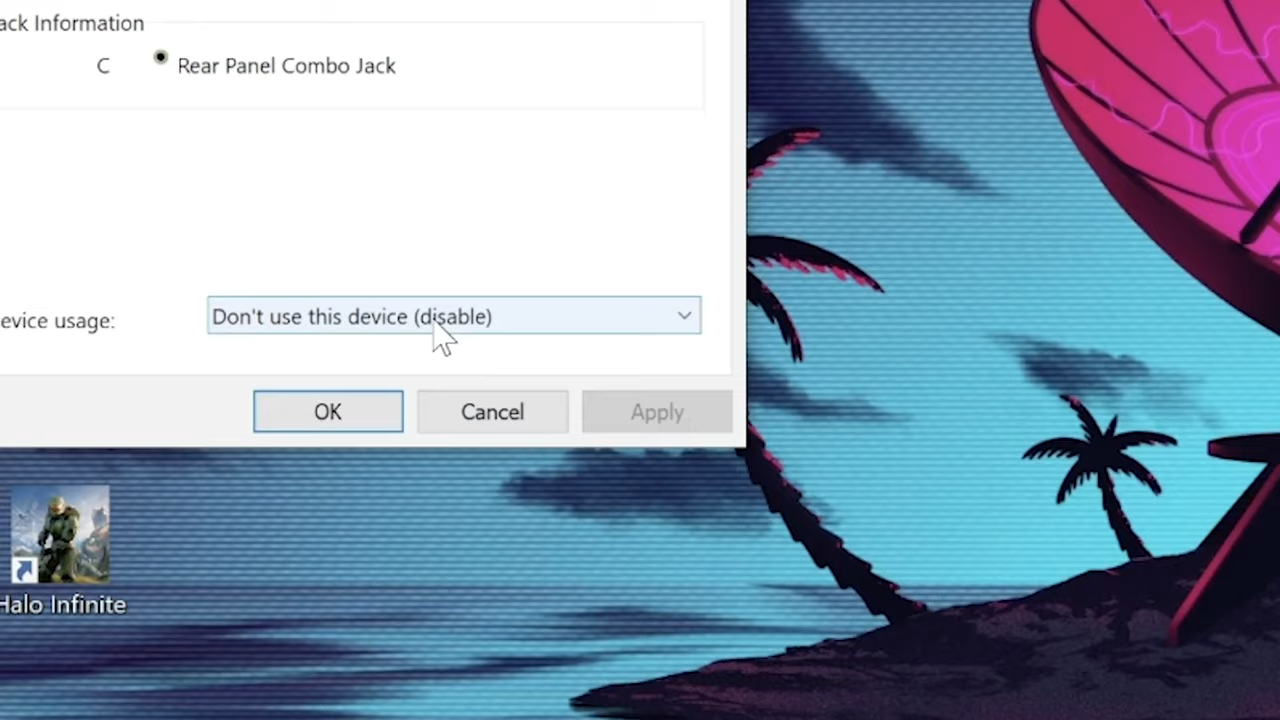 ack Information
C Rear Panel Combo Jack
evice usage:
Don't use this device (disable)
OK Cancel Apply
Halo Infinite